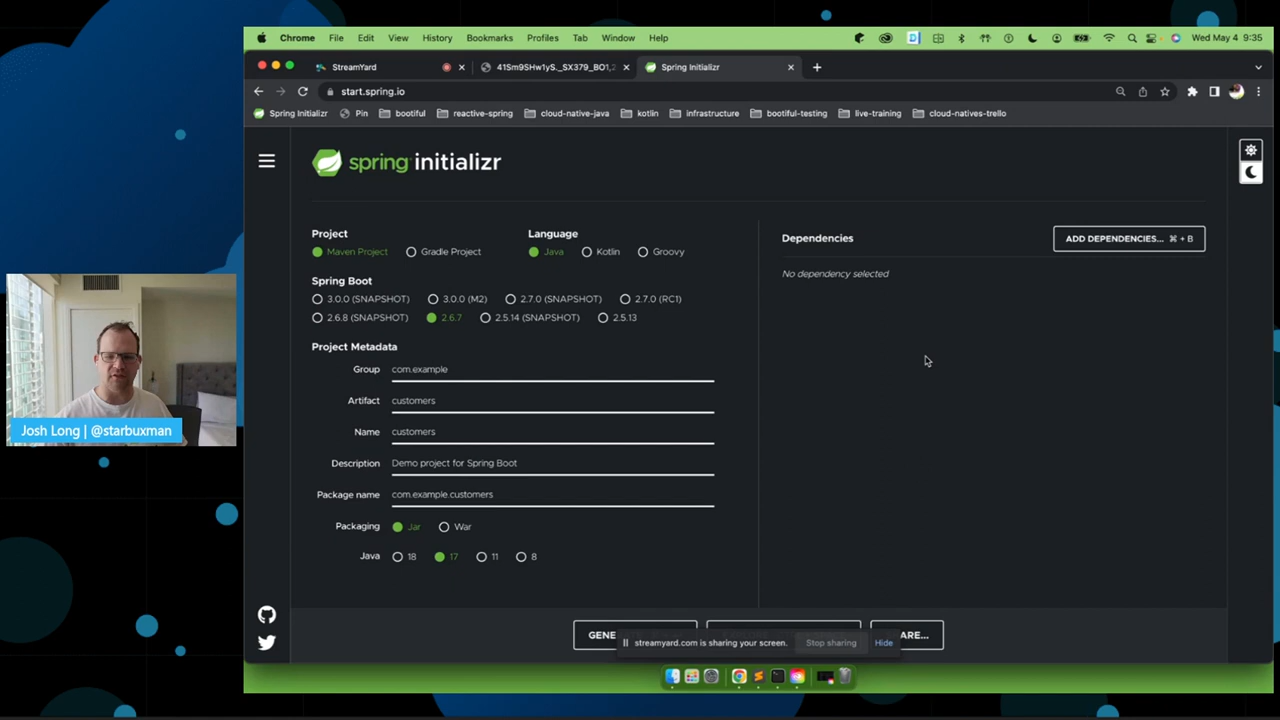 Chrome File Edit View History Bookmarks Profiles Tab Window Help Wed May 4 9:35
StreamYard 41Sm9SHw1yS._SX379_BO1,2 Spring Initializr
start.spring.io
Spring Initializr Pin bootiful reactive-spring cloud-native-java kotlin infrastructure bootiful-testing live-training cloud-natives-trello
spring initializr
Project Language Dependencies ADD DEPENDENCIES... ⌘ + B
Maven Project Gradle Project Java Kotlin Groovy
No dependency selected
Spring Boot
3.0.0 (SNAPSHOT) 3.0.0 (M2) 2.7.0 (SNAPSHOT) 2.7.0 (RC1)
2.6.8 (SNAPSHOT) 2.6.7 2.5.14 (SNAPSHOT) 2.5.13
Project Metadata
Group com.example
Artifact customers
Name customers
Description Demo project for Spring Boot
Package name com.example.customers
Packaging Jar War
Java 18 17 11 8
Josh Long | @starbuxman
GENE ARE...
streamyard.com is sharing your screen. Stop sharing Hide